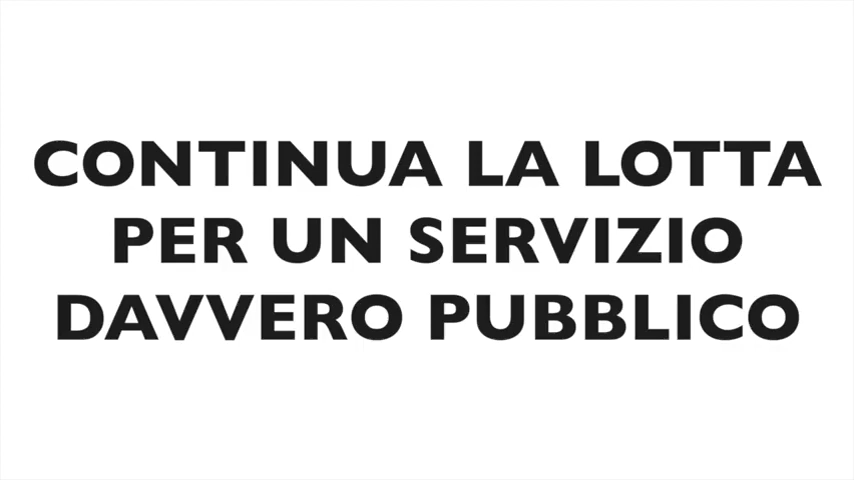 CONTINUA LA LOTTA
PER UN SERVIZIO
DAVVERO PUBBLICO